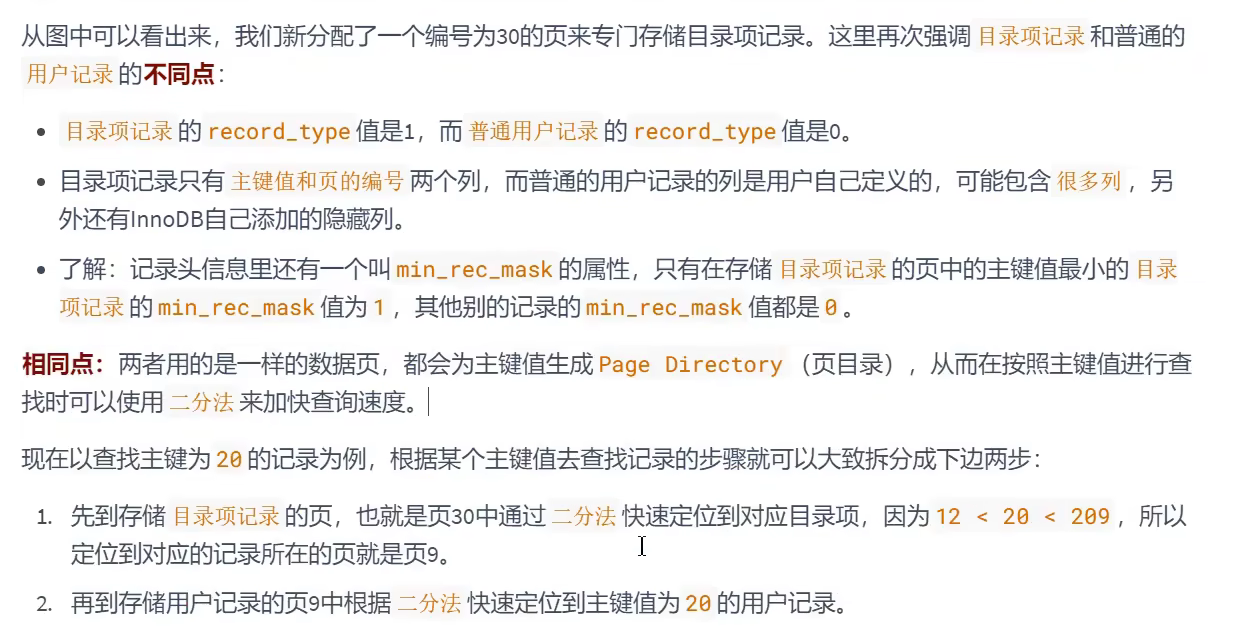 从图中可以看出来，我们新分配了一个编号为30的页来专门存储目录项记录。这里再次强调 目录项记录 和普通的
用户记录 的不同点：
• 目录项记录 的 record_type 值是1，而 普通用户记录 的 record_type 值是0。
• 目录项记录只有 主键值和页的编号 两个列，而普通的用户记录的列是用户自己定义的，可能包含 很多列 ，另
外还有InnoDB自己添加的隐藏列。
• 了解：记录头信息里还有一个叫 min_rec_mask 的属性，只有在存储 目录项记录 的页中的主键值最小的 目录
项记录 的 min_rec_mask 值为 1 ，其他别的记录的 min_rec_mask 值都是 0 。
相同点：两者用的是一样的数据页，都会为主键值生成 Page Directory （页目录），从而在按照主键值进行查
找时可以使用 二分法 来加快查询速度。
现在以查找主键为 20 的记录为例，根据某个主键值去查找记录的步骤就可以大致拆分成下边两步：
1. 先到存储 目录项记录 的页，也就是页30中通过 二分法 快速定位到对应目录项，因为 12 < 20 < 209 ，所以
定位到对应的记录所在的页就是页9。
2. 再到存储用户记录的页9中根据 二分法 快速定位到主键值为 20 的用户记录。